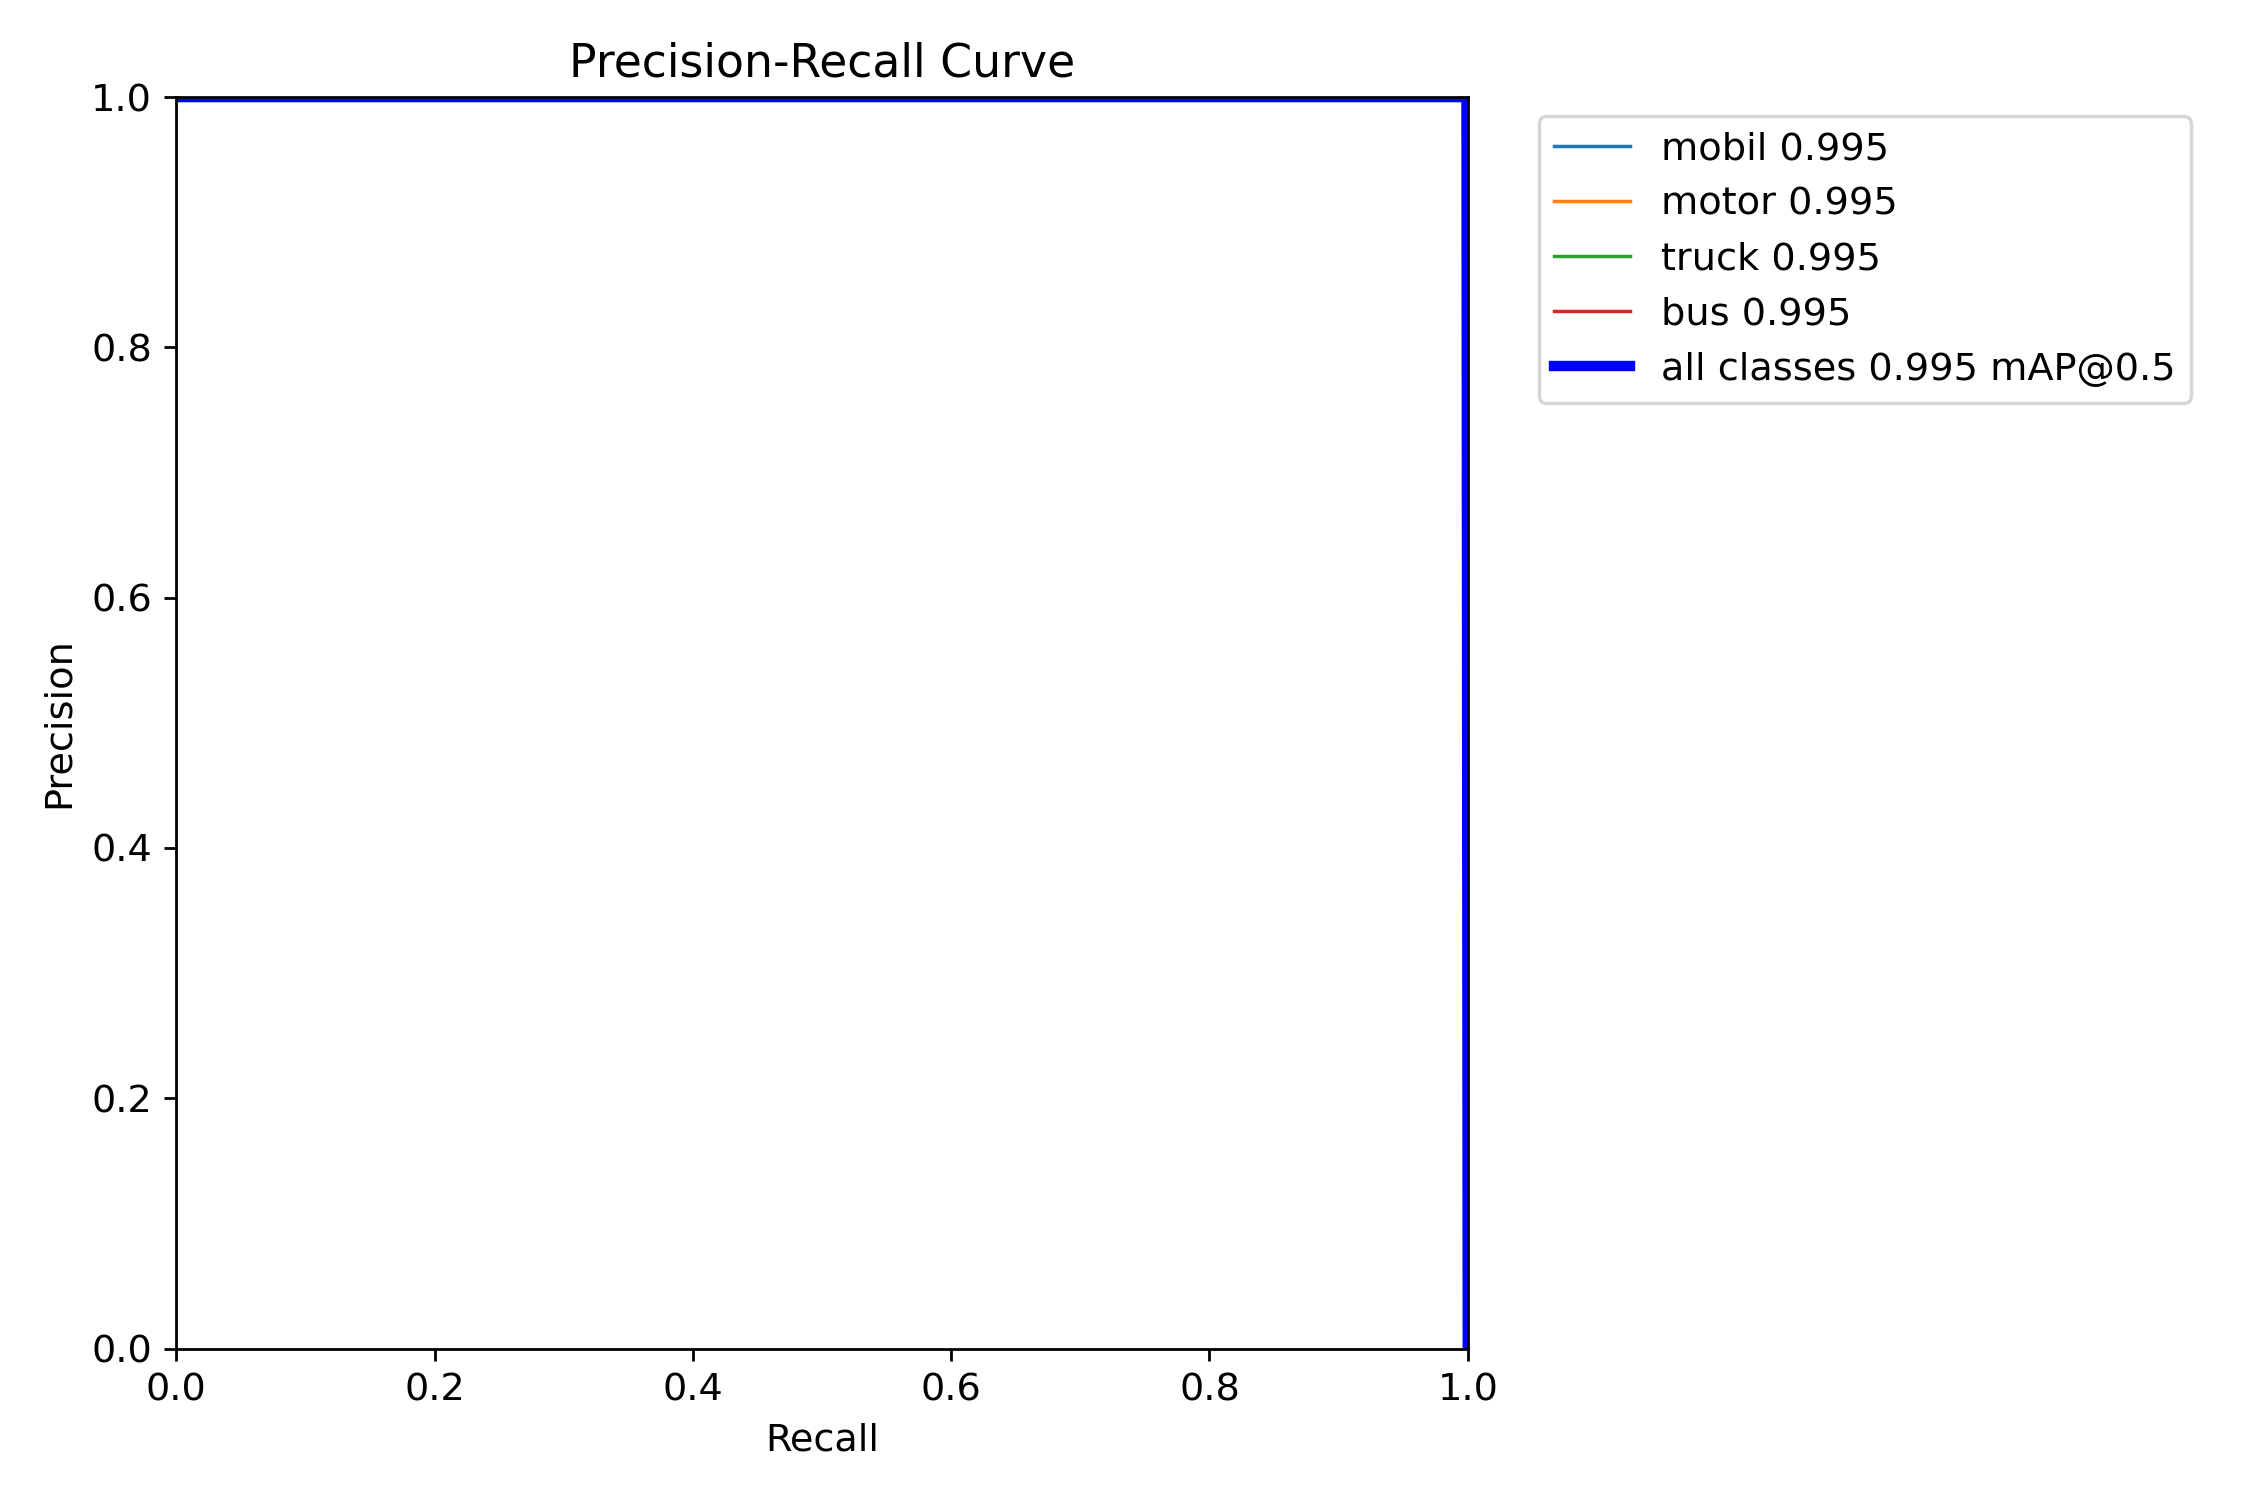 Precision-Recall Curve
1.0
0.8
0.6
0.4
0.2
0.0
Precision
0.0 0.2 0.4 0.6 0.8 1.0
Recall
mobil 0.995
motor 0.995
truck 0.995
bus 0.995
all classes 0.995 mAP@0.5